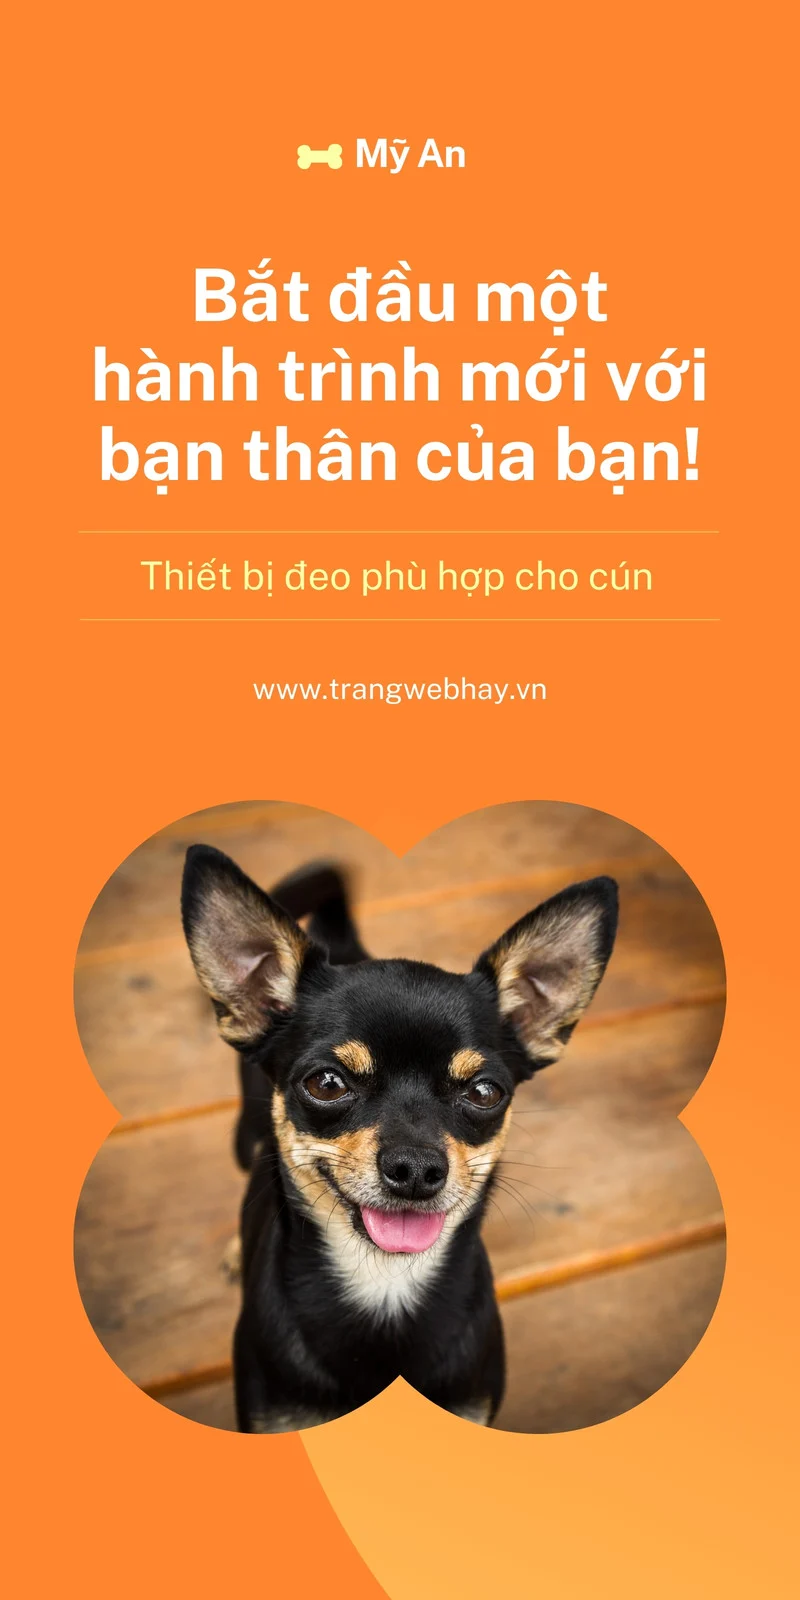 Mỹ An
Bắt đầu một
hành trình mới với
bạn thân của bạn!
Thiết bị đeo phù hợp cho cún
www.trangwebhay.vn